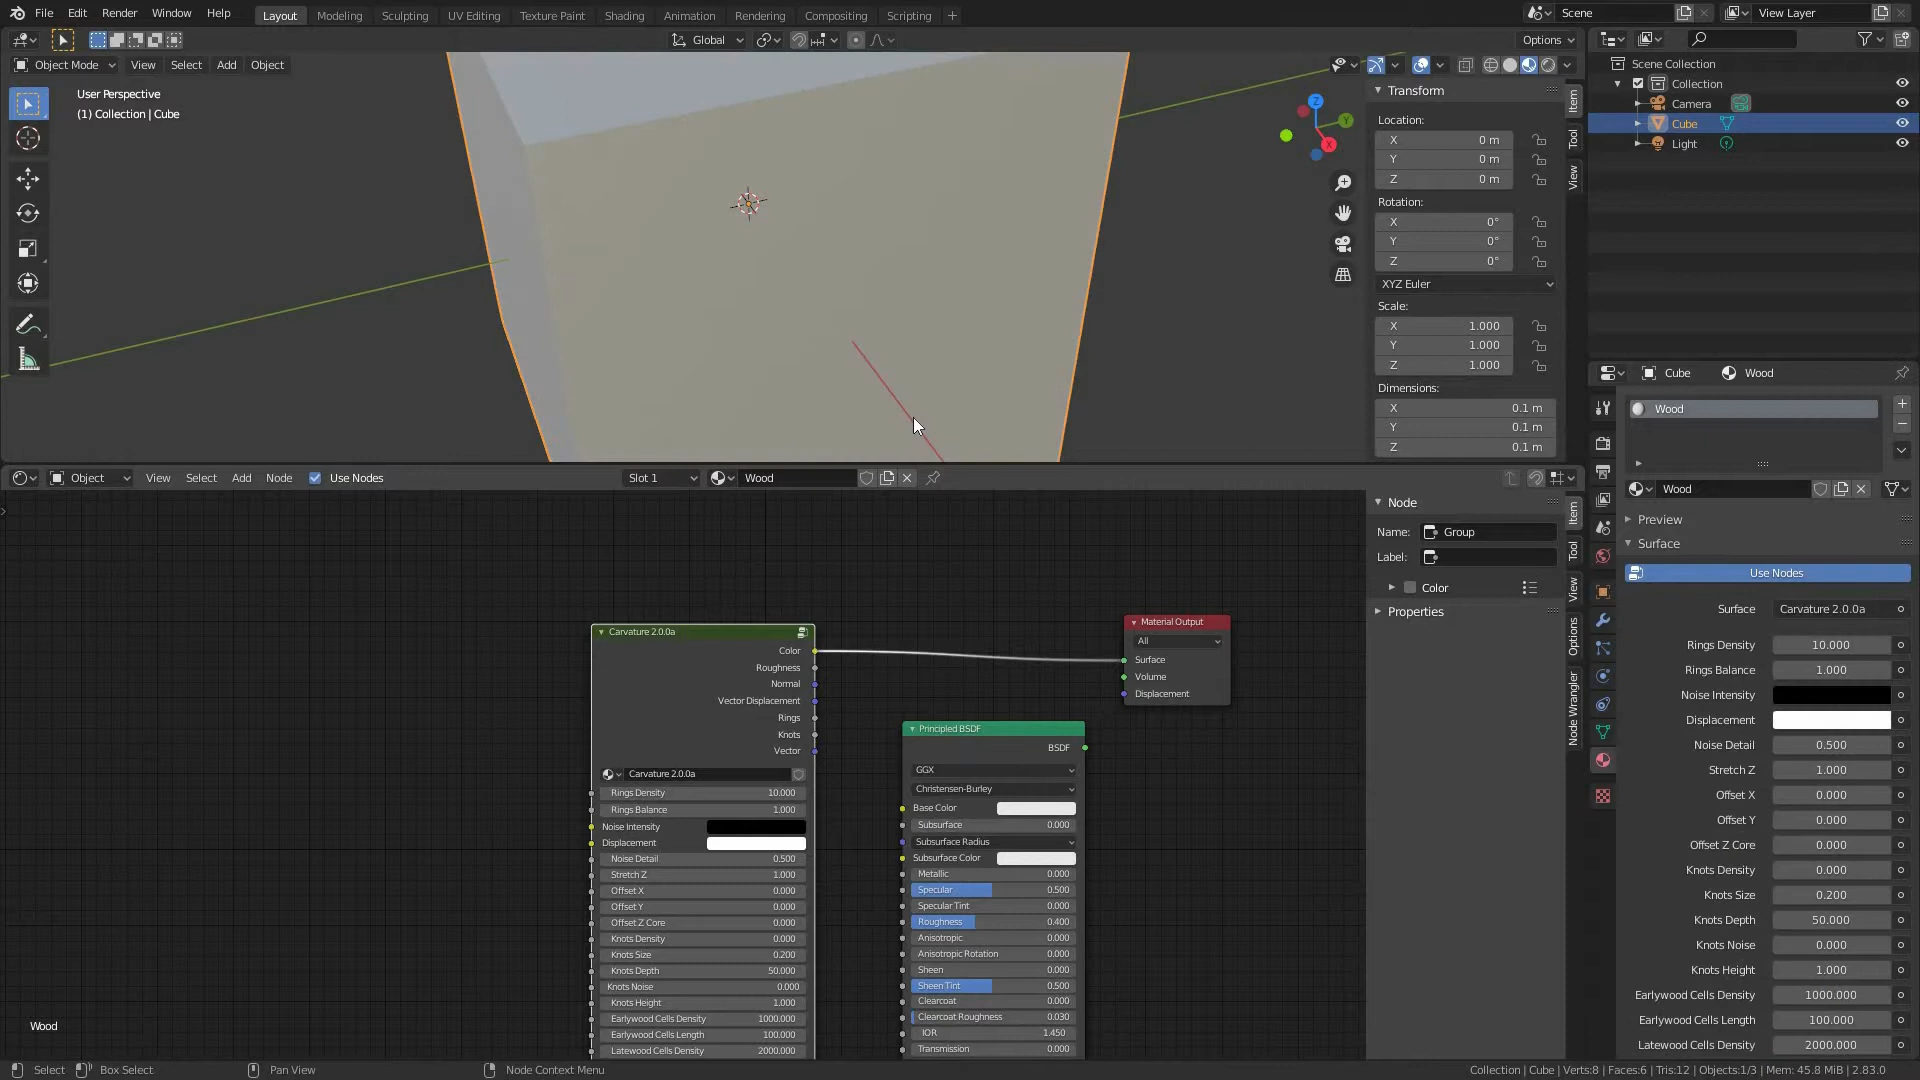 File Edit Render Window Help Layout Modeling Sculpting UV Editing Texture Paint Shading Animation Rendering Compositing Scripting + Scene View Layer
Global Options
Object Mode View Select Add Object
User Perspective
(1) Collection | Cube
Z
Y
X
Transform
Location:
X 0 m
Y 0 m
Z 0 m
Rotation:
X 0°
Y 0°
Z 0°
XYZ Euler
Scale:
X 1.000
Y 1.000
Z 1.000
Dimensions:
X 0.1 m
Y 0.1 m
Z 0.1 m
Item
Tool
View
Scene Collection
Collection
Camera
Cube
Light
Cube Wood
Wood
Wood
Preview
Surface
Use Nodes
Surface Carvature 2.0.0a
Rings Density 10.000
Rings Balance 1.000
Noise Intensity
Displacement
Noise Detail 0.500
Stretch Z 1.000
Offset X 0.000
Offset Y 0.000
Offset Z Core 0.000
Knots Density 0.000
Knots Size 0.200
Knots Depth 50.000
Knots Noise 0.000
Knots Height 1.000
Earlywood Cells Density 1000.000
Earlywood Cells Length 100.000
Latewood Cells Density 2000.000
Object View Select Add Node Use Nodes Slot 1 Wood
Node
Name: Group
Label:
Color
Properties
Item
Tool
View
Options
Node Wrangler
Carvature 2.0.0a
Color
Roughness
Normal
Vector Displacement
Rings
Knots
Vector
Carvature 2.0.0a
Rings Density 10.000
Rings Balance 1.000
Noise Intensity
Displacement
Noise Detail 0.500
Stretch Z 1.000
Offset X 0.000
Offset Y 0.000
Offset Z Core 0.000
Knots Density 0.000
Knots Size 0.200
Knots Depth 50.000
Knots Noise 0.000
Knots Height 1.000
Earlywood Cells Density 1000.000
Earlywood Cells Length 100.000
Latewood Cells Density 2000.000
Principled BSDF
BSDF
GGX
Christensen-Burley
Base Color
Subsurface 0.000
Subsurface Radius
Subsurface Color
Metallic 0.000
Specular 0.500
Specular Tint 0.000
Roughness 0.400
Anisotropic 0.000
Anisotropic Rotation 0.000
Sheen 0.000
Sheen Tint 0.500
Clearcoat 0.000
Clearcoat Roughness 0.030
IOR 1.450
Transmission 0.000
Material Output
All
Surface
Volume
Displacement
Wood
Select Box Select Pan View Node Context Menu Collection | Cube | Verts:8 | Faces:6 | Tris:12 | Objects:1/3 | Mem: 45.8 MiB | 2.83.0